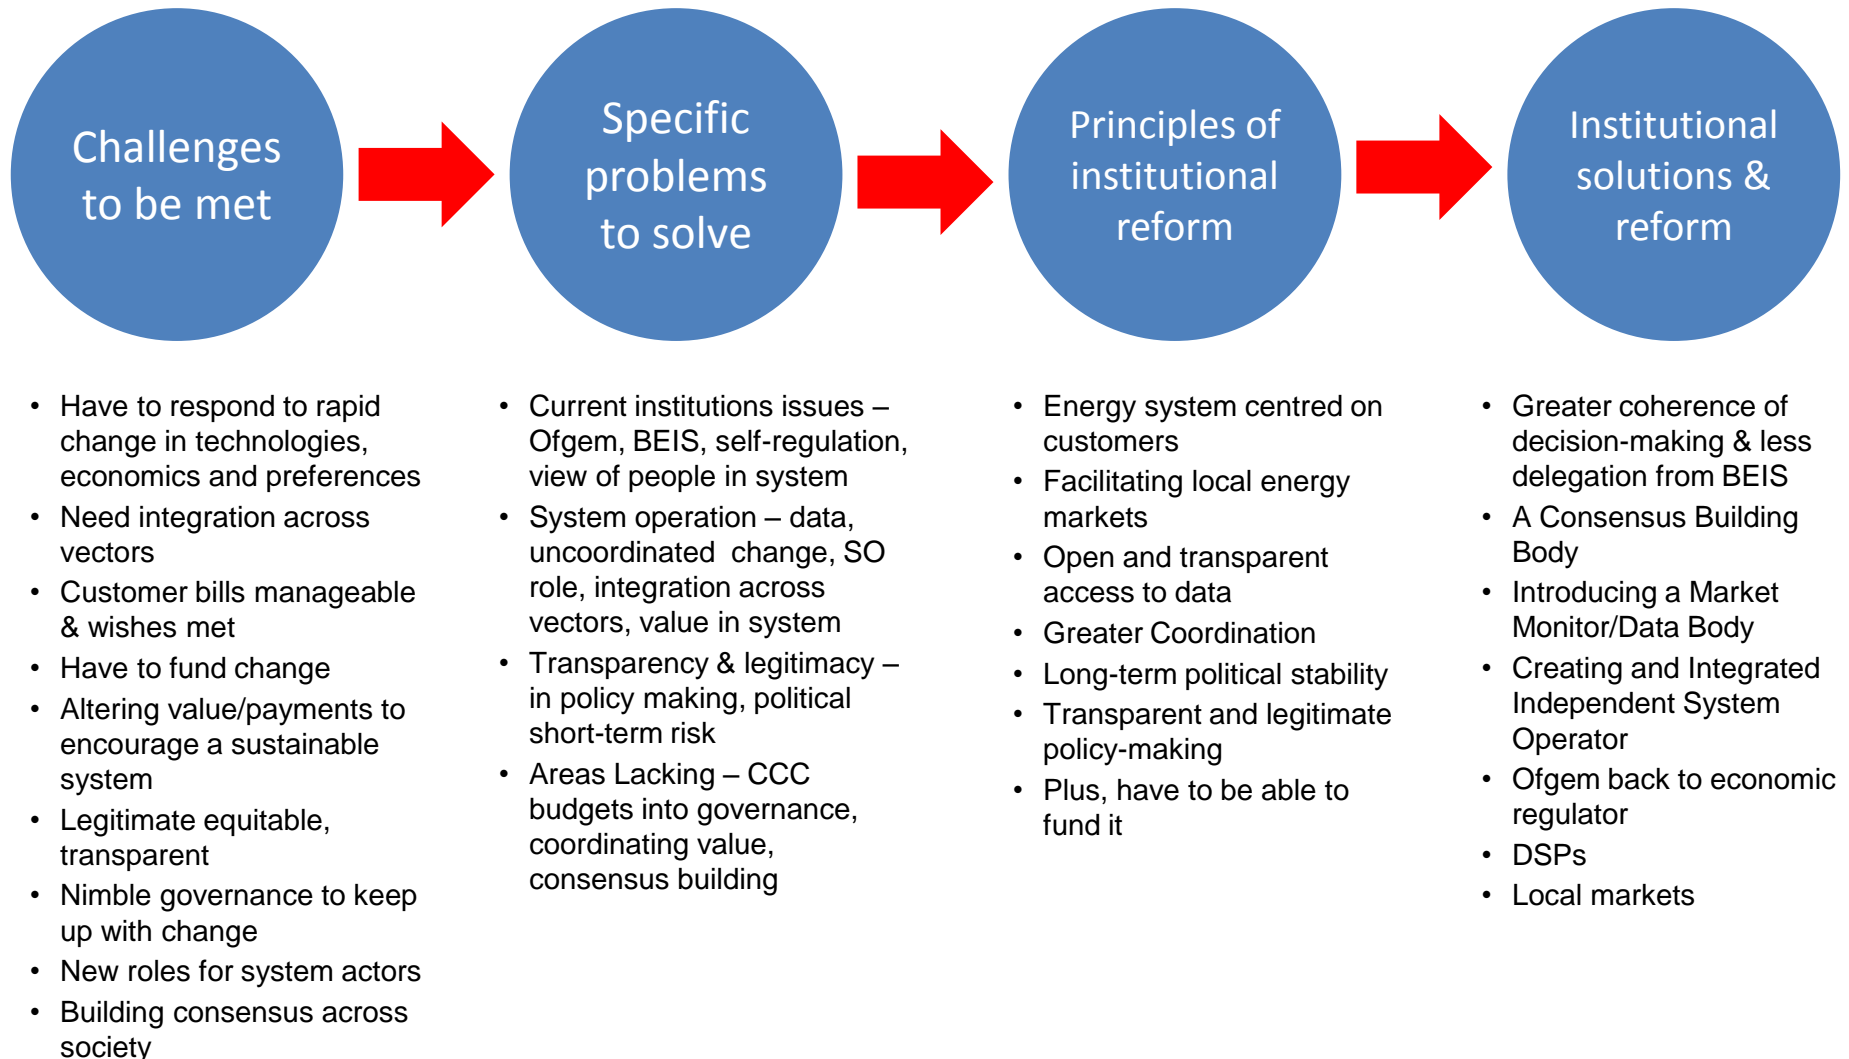 Challenges
to be met
Specific
problems
to solve
Principles of
institutional
reform
Institutional
solutions &
reform
• Have to respond to rapid
change in technologies,
economics and preferences
• Need integration across
vectors
• Customer bills manageable
& wishes met
• Have to fund change
• Altering value/payments to
encourage a sustainable
system
• Legitimate equitable,
transparent
• Nimble governance to keep
up with change
• New roles for system actors
• Building consensus across
society
• Current institutions issues –
Ofgem, BEIS, self-regulation,
view of people in system
• System operation – data,
uncoordinated change, SO
role, integration across
vectors, value in system
• Transparency & legitimacy –
in policy making, political
short-term risk
• Areas Lacking – CCC
budgets into governance,
coordinating value,
consensus building
• Energy system centred on
customers
• Facilitating local energy
markets
• Open and transparent
access to data
• Greater Coordination
• Long-term political stability
• Transparent and legitimate
policy-making
• Plus, have to be able to
fund it
• Greater coherence of
decision-making & less
delegation from BEIS
• A Consensus Building
Body
• Introducing a Market
Monitor/Data Body
• Creating and Integrated
Independent System
Operator
• Ofgem back to economic
regulator
• DSPs
• Local markets